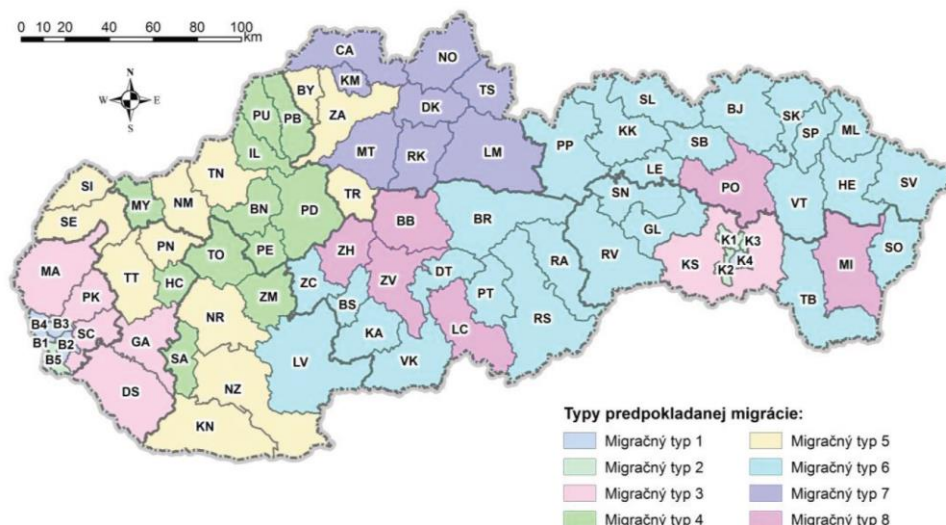 0 10 20 40 60 80 100
km
N
W E
S
CA
NO
KM
TS
BY
ZA
DK
PU
PB
SL
BJ
SK
IL
MT
RK
LM
PP
KK
SP
ML
SB
TN
LE
SI
TR
PO
HE
SV
MY
NM
BN
PD
SN
VT
SE
BB
BR
GL
PN
PE
K1
K3
TO
ZH
RV
KS
K4
SO
MA
TT
HC
ZC
DT
RA
K2
MI
ZM
ZV
PK
BS
PT
TB
B4 B3
SC
NR
RS
B1 B2
GA
KA
LC
B5
SA
LV
VK
DS
NZ
KN
Typy predpokladanej migrácie:
Migračný typ 1
Migračný typ 5
Migračný typ 2
Migračný typ 6
Migračný typ 3
Migračný typ 7
Migračný typ 4
Migračný typ 8